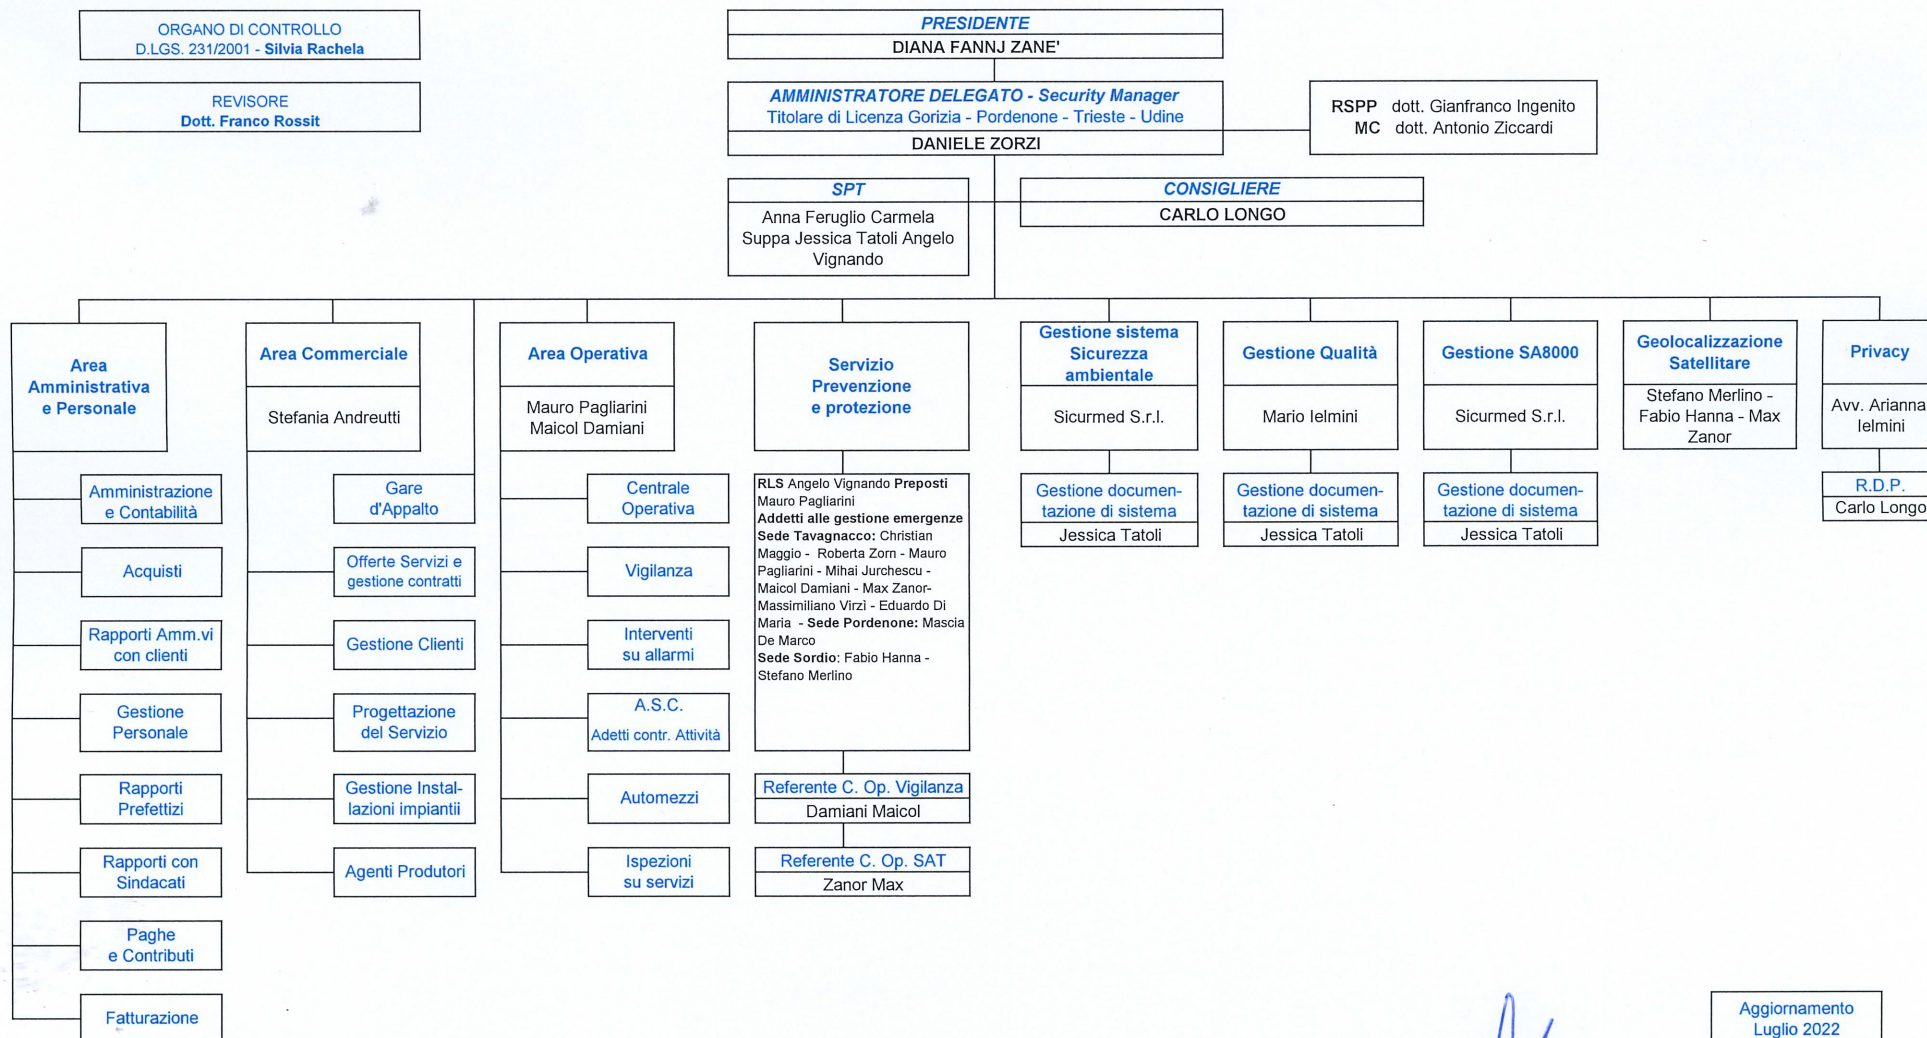 ORGANO DI CONTROLLO
D.LGS. 231/2001 - Silvia Rachela
REVISORE
Dott. Franco Rossit
PRESIDENTE
DIANA FANNJ ZANE'
AMMINISTRATORE DELEGATO - Security Manager
Titolare di Licenza Gorizia - Pordenone - Trieste - Udine
DANIELE ZORZI
RSPP dott. Gianfranco Ingenito
MC dott. Antonio Ziccardi
SPT
Anna Feruglio Carmela
Suppa Jessica Tatoli Angelo
Vignando
CONSIGLIERE
CARLO LONGO
Area
Amministrativa
e Personale
Amministrazione
e Contabilità
Acquisti
Rapporti Amm.vi
con clienti
Gestione
Personale
Rapporti
Prefettizi
Rapporti con
Sindacati
Paghe
e Contributi
Fatturazione
Area Commerciale
Stefania Andreutti
Gare
d'Appalto
Offerte Servizi e
gestione contratti
Gestione Clienti
Progettazione
del Servizio
Gestione Instal-
lazioni impiantii
Agenti Produtori
Area Operativa
Mauro Pagliarini
Maicol Damiani
Centrale
Operativa
Vigilanza
Interventi
su allarmi
A.S.C.
Adetti contr. Attività
Automezzi
Ispezioni
su servizi
Servizio
Prevenzione
e protezione
RLS Angelo Vignando Preposti
Mauro Pagliarini
Addetti alle gestione emergenze
Sede Tavagnacco: Christian
Maggio - Roberta Zorn - Mauro
Pagliarini - Mihai Jurchescu -
Maicol Damiani - Max Zanor-
Massimiliano Virzì - Eduardo Di
Maria - Sede Pordenone: Mascia
De Marco
Sede Sordio: Fabio Hanna -
Stefano Merlino
Referente C. Op. Vigilanza
Damiani Maicol
Referente C. Op. SAT
Zanor Max
Gestione sistema
Sicurezza
ambientale
Sicurmed S.r.l.
Gestione documen-
tazione di sistema
Jessica Tatoli
Gestione Qualità
Mario Ielmini
Gestione documen-
tazione di sistema
Jessica Tatoli
Gestione SA8000
Sicurmed S.r.l.
Gestione documen-
tazione di sistema
Jessica Tatoli
Geolocalizzazione
Satellitare
Stefano Merlino -
Fabio Hanna - Max
Zanor
Privacy
Avv. Arianna
Ielmini
R.D.P.
Carlo Longo
Aggiornamento
Luglio 2022